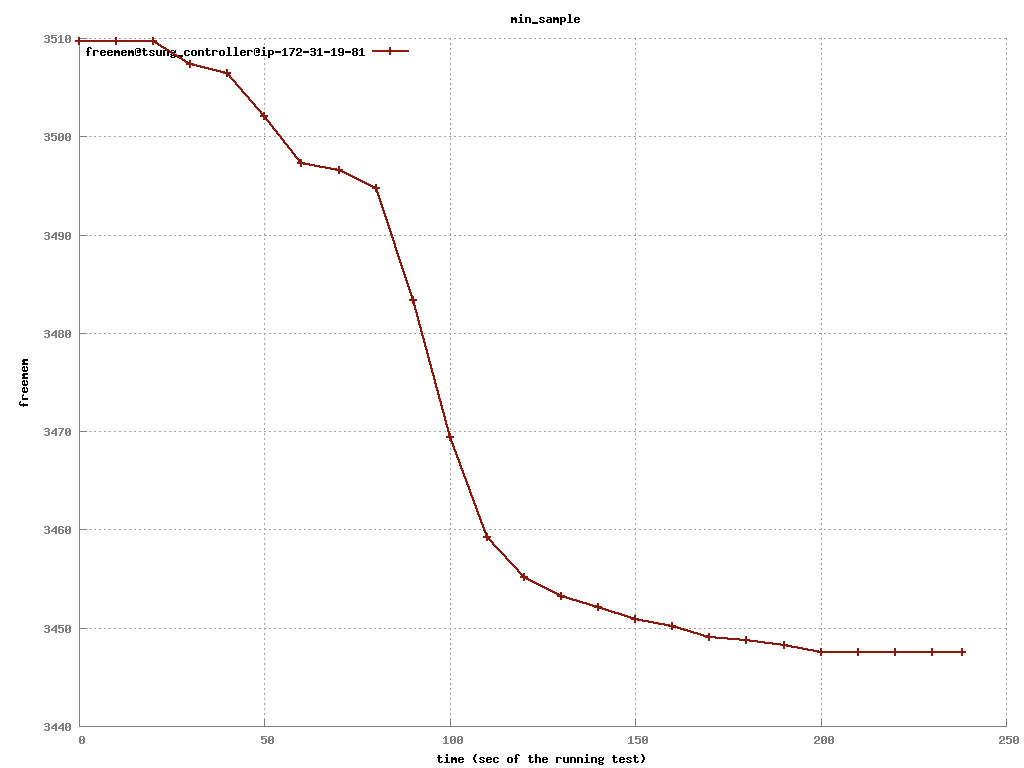 min_sample
3510
freemem@tsung_controller@ip-172-31-19-81
3500
3490
3480
freemem
3470
3460
3450
3440
0 50 100 150 200 250
time (sec of the running test)